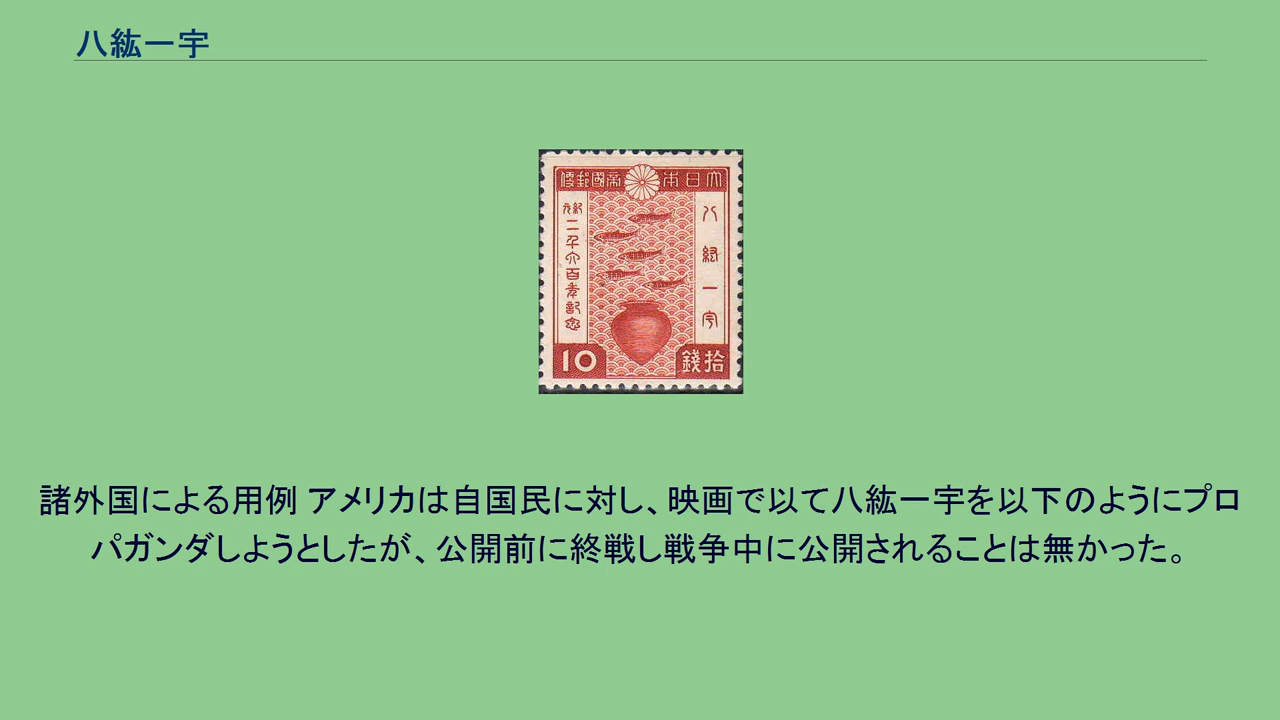 八紘一宇
大日本帝國郵便
八紘一宇
紀元二千六百年記念
10
拾錢
諸外国による用例 アメリカは自国民に対し、映画で以て八紘一宇を以下のようにプロ
パガンダしようとしたが、公開前に終戦し戦争中に公開されることは無かった。